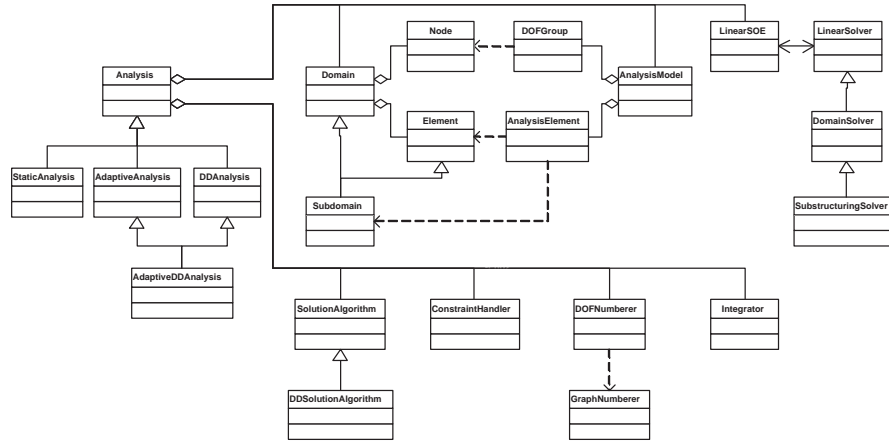 Node
DOFGroup
LinearSOE
LinearSolver
Analysis
Domain
AnalysisModel
Element
AnalysisElement
DomainSolver
StaticAnalysis
AdaptiveAnalysis
DDAnalysis
Subdomain
SubstructuringSolver
AdaptiveDDAnalysis
SolutionAlgorithm
ConstraintHandler
DOFNumberer
Integrator
DDSolutionAlgorithm
GraphNumberer